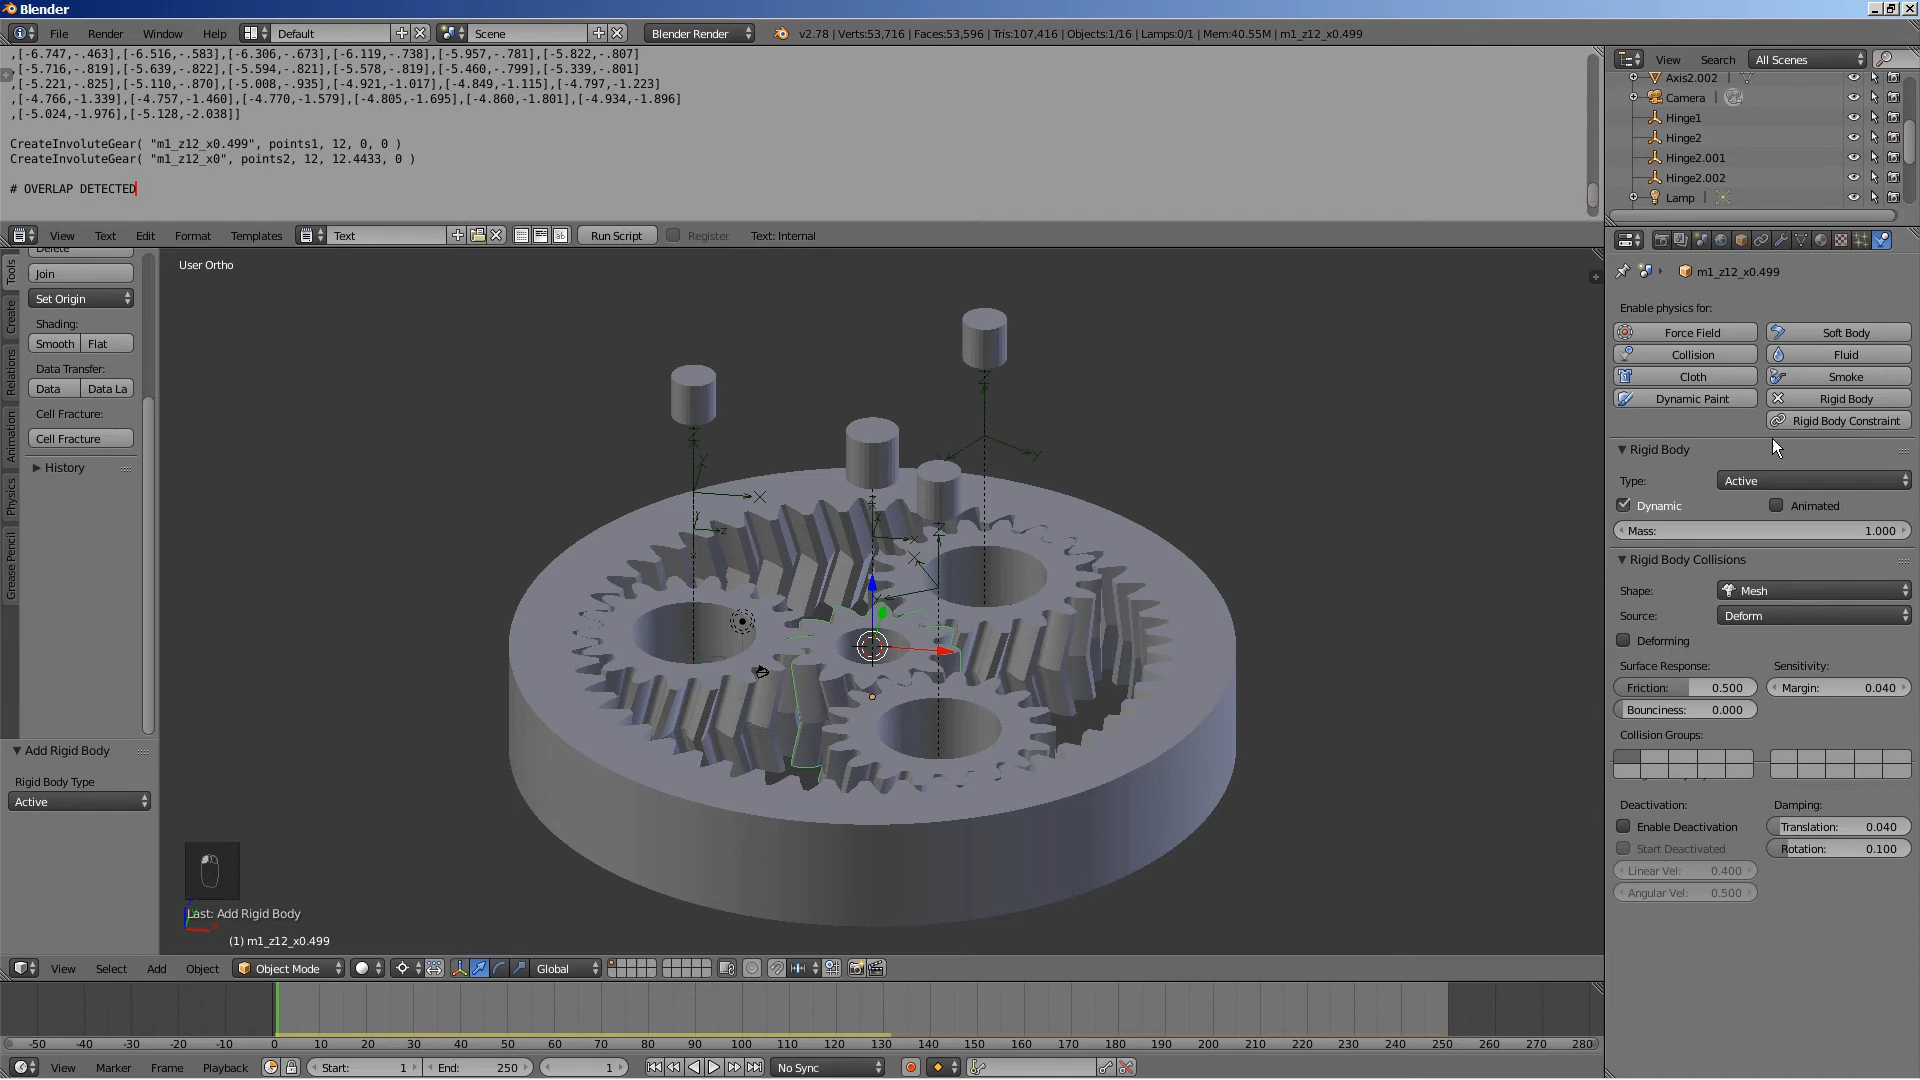 Blender
File Render Window Help Default Scene Blender Render v2.78 | Verts:53,716 | Faces:53,596 | Tris:107,416 | Objects:1/16 | Lamps:0/1 | Mem:40.55M | m1_z12_x0.499
,[-6.747,-.463],[-6.516,-.583],[-6.306,-.673],[-6.119,-.738],[-5.957,-.781],[-5.822,-.807]
,[-5.716,-.819],[-5.639,-.822],[-5.594,-.821],[-5.578,-.819],[-5.460,-.799],[-5.339,-.801]
,[-5.221,-.825],[-5.110,-.870],[-5.008,-.935],[-4.921,-1.017],[-4.849,-1.115],[-4.797,-1.223]
,[-4.766,-1.339],[-4.757,-1.460],[-4.770,-1.579],[-4.805,-1.695],[-4.860,-1.801],[-4.934,-1.896]
,[-5.024,-1.976],[-5.128,-2.038]]
CreateInvoluteGear( "m1_z12_x0.499", points1, 12, 0, 0 )
CreateInvoluteGear( "m1_z12_x0", points2, 12, 12.4433, 0 )
# OVERLAP DETECTED
View Text Edit Format Templates Text Run Script Register Text: Internal
Tools
Create
Relations
Animation
Physics
Grease Pencil
Delete
Join
Set Origin
Shading:
Smooth Flat
Data Transfer:
Data Data La
Cell Fracture:
Cell Fracture
History
Add Rigid Body
Rigid Body Type
Active
User Ortho
Z
Z
Y
X
Z
Y
Z
X
Last: Add Rigid Body
(1) m1_z12_x0.499
View Select Add Object Object Mode Global
-50 -40 -30 -20 -10 0 10 20 30 40 50 60 70 80 90 100 110 120 130 140 150 160 170 180 190 200 210 220 230 240 250 260 270 280
View Marker Frame Playback Start: 1 End: 250 1 No Sync
View Search All Scenes
Axis2.002
Camera
Hinge1
Hinge2
Hinge2.001
Hinge2.002
Lamp
m1_z12_x0.499
Enable physics for:
Force Field Soft Body
Collision Fluid
Cloth Smoke
Dynamic Paint Rigid Body
Rigid Body Constraint
Rigid Body
Type: Active
Dynamic Animated
Mass: 1.000
Rigid Body Collisions
Shape: Mesh
Source: Deform
Deforming
Surface Response: Sensitivity:
Friction: 0.500 Margin: 0.040
Bounciness: 0.000
Collision Groups:
Deactivation: Damping:
Enable Deactivation Translation: 0.040
Start Deactivated Rotation: 0.100
Linear Vel: 0.400
Angular Vel: 0.500